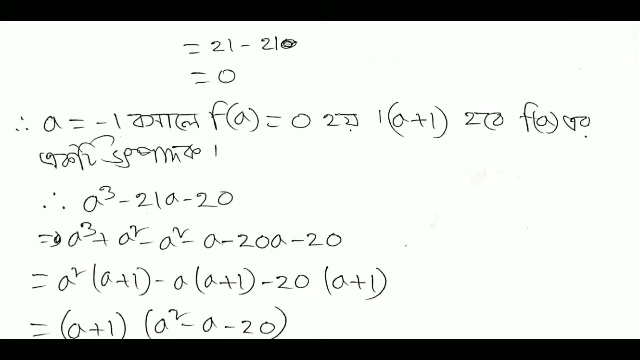 = 21 - 21
= 0
∴ a = -1 বসালে f(a) = 0 হয় । (a+1) হবে f(a) এর
একটি উৎপাদক ।
∴ a³ - 21a - 20
⇒ a³ + a² - a² - a - 20a - 20
= a² (a+1) - a (a+1) - 20 (a+1)
= (a+1) (a² - a - 20)